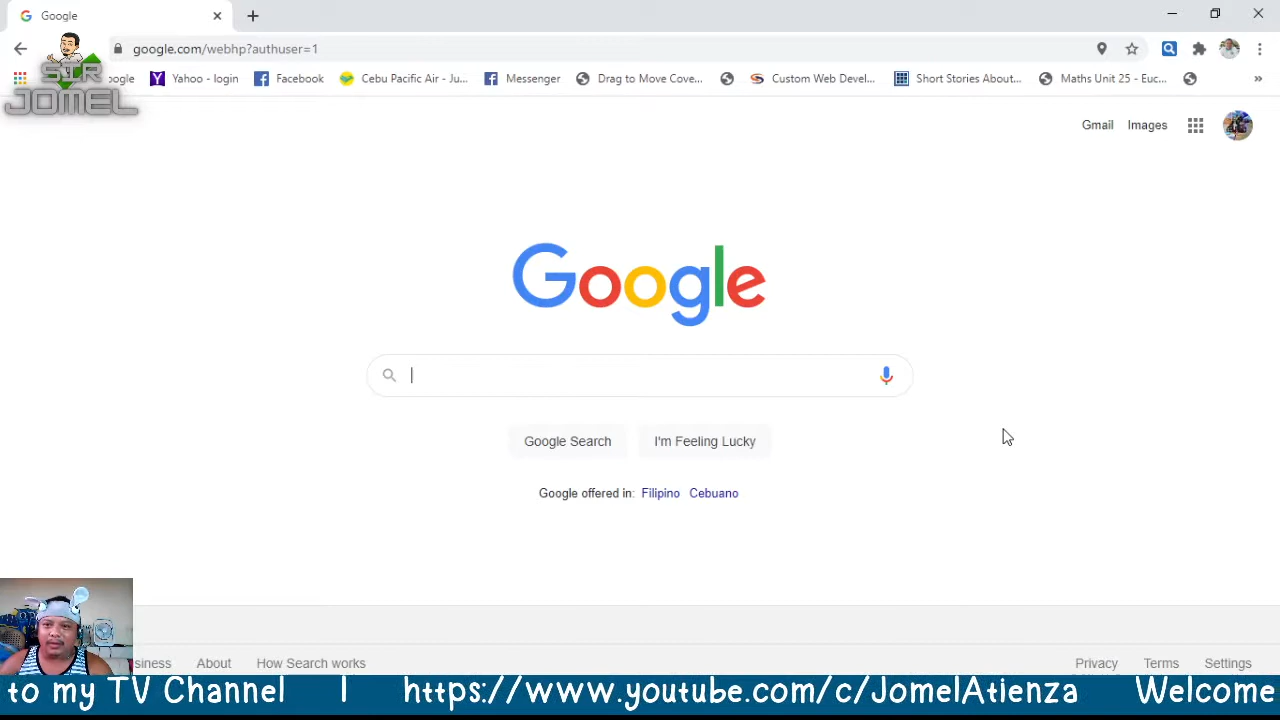 Google
google.com/webhp?authuser=1
SIR
JOMEL
ogle
Yahoo - login
Facebook
Cebu Pacific Air - Ju...
Messenger
Drag to Move Cove...
Custom Web Devel...
Short Stories About...
Maths Unit 25 - Euc...
»
Gmail
Images
Google
Google Search
I'm Feeling Lucky
Google offered in: Filipino Cebuano
siness
About
How Search works
Privacy
Terms
Settings
to my TV Channel | https://www.youtube.com/c/JomelAtienza Welcome